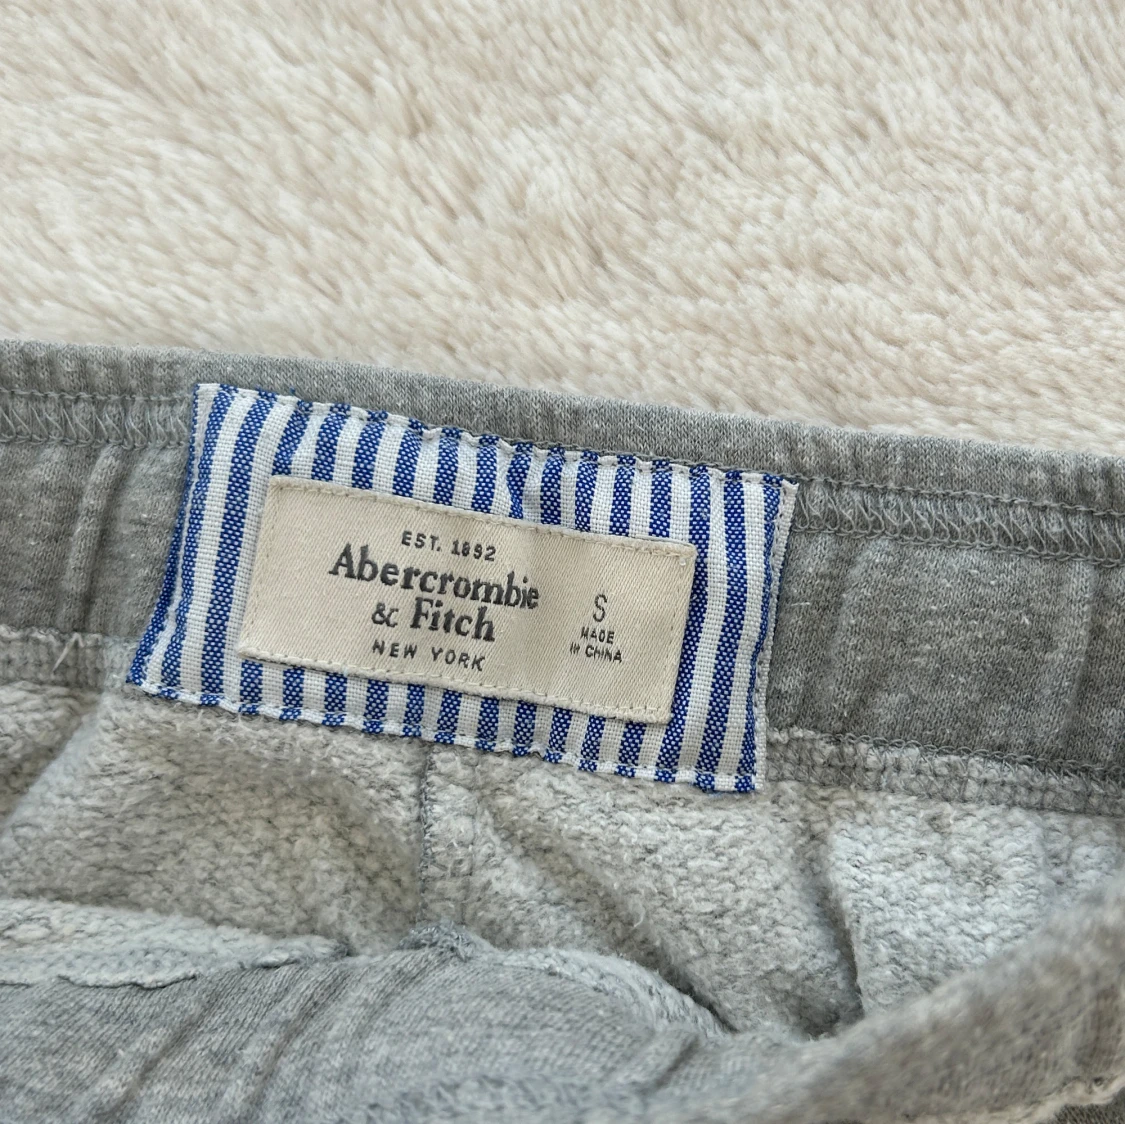 EST. 1892
Abercrombie
& Fitch
NEW YORK
S
MADE
IN CHINA